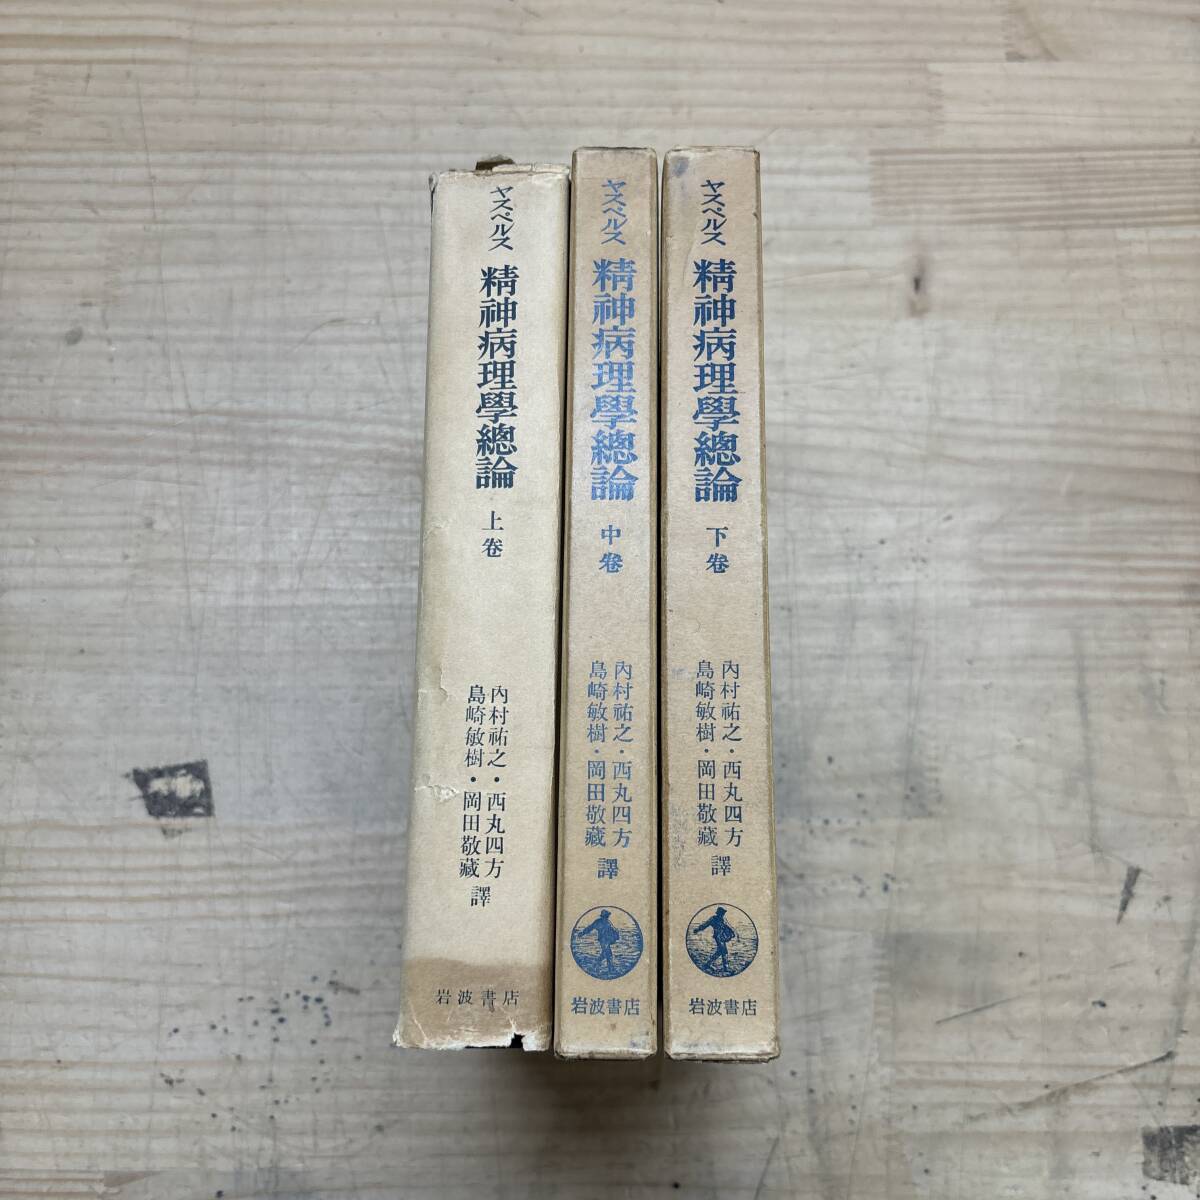 ヤスペルス
精神病理學總論
上卷
內村祐之・西丸四方
島崎敏樹・岡田敬藏
譯
岩波書店
ヤスペルス
精神病理學總論
中卷
內村祐之・西丸四方
島崎敏樹・岡田敬藏
譯
岩波書店
ヤスペルス
精神病理學總論
下卷
內村祐之・西丸四方
島崎敏樹・岡田敬藏
譯
岩波書店